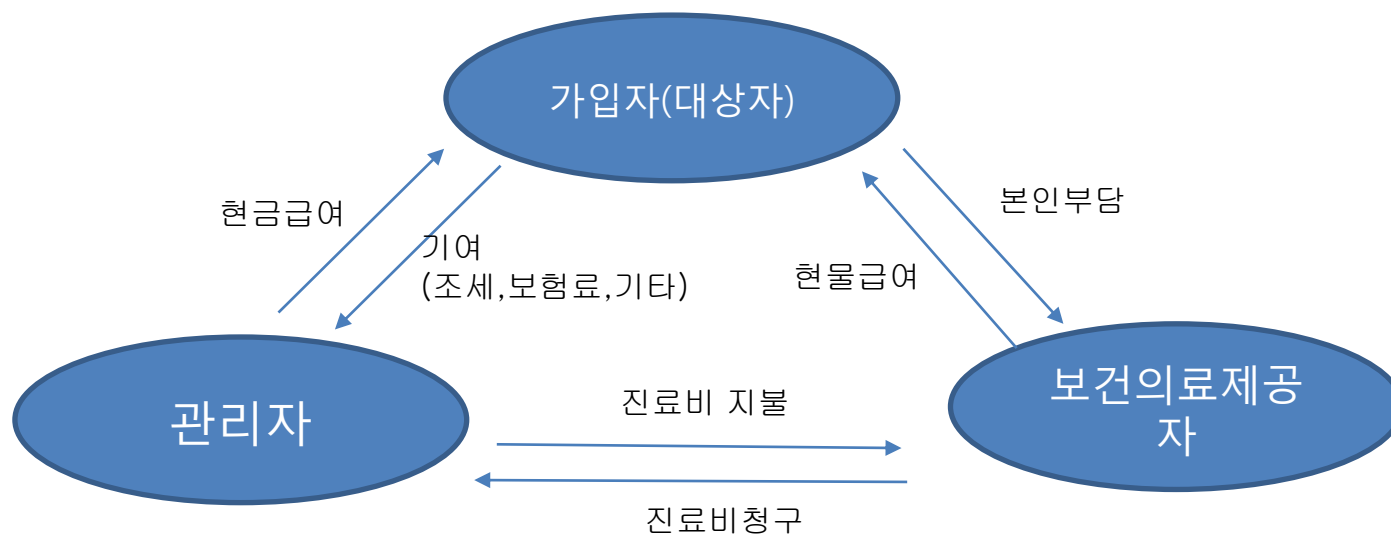 가입자(대상자)
현금급여
본인부담
기여
(조세,보험료,기타)
현물급여
관리자
보건의료제공
자
진료비 지불
진료비청구